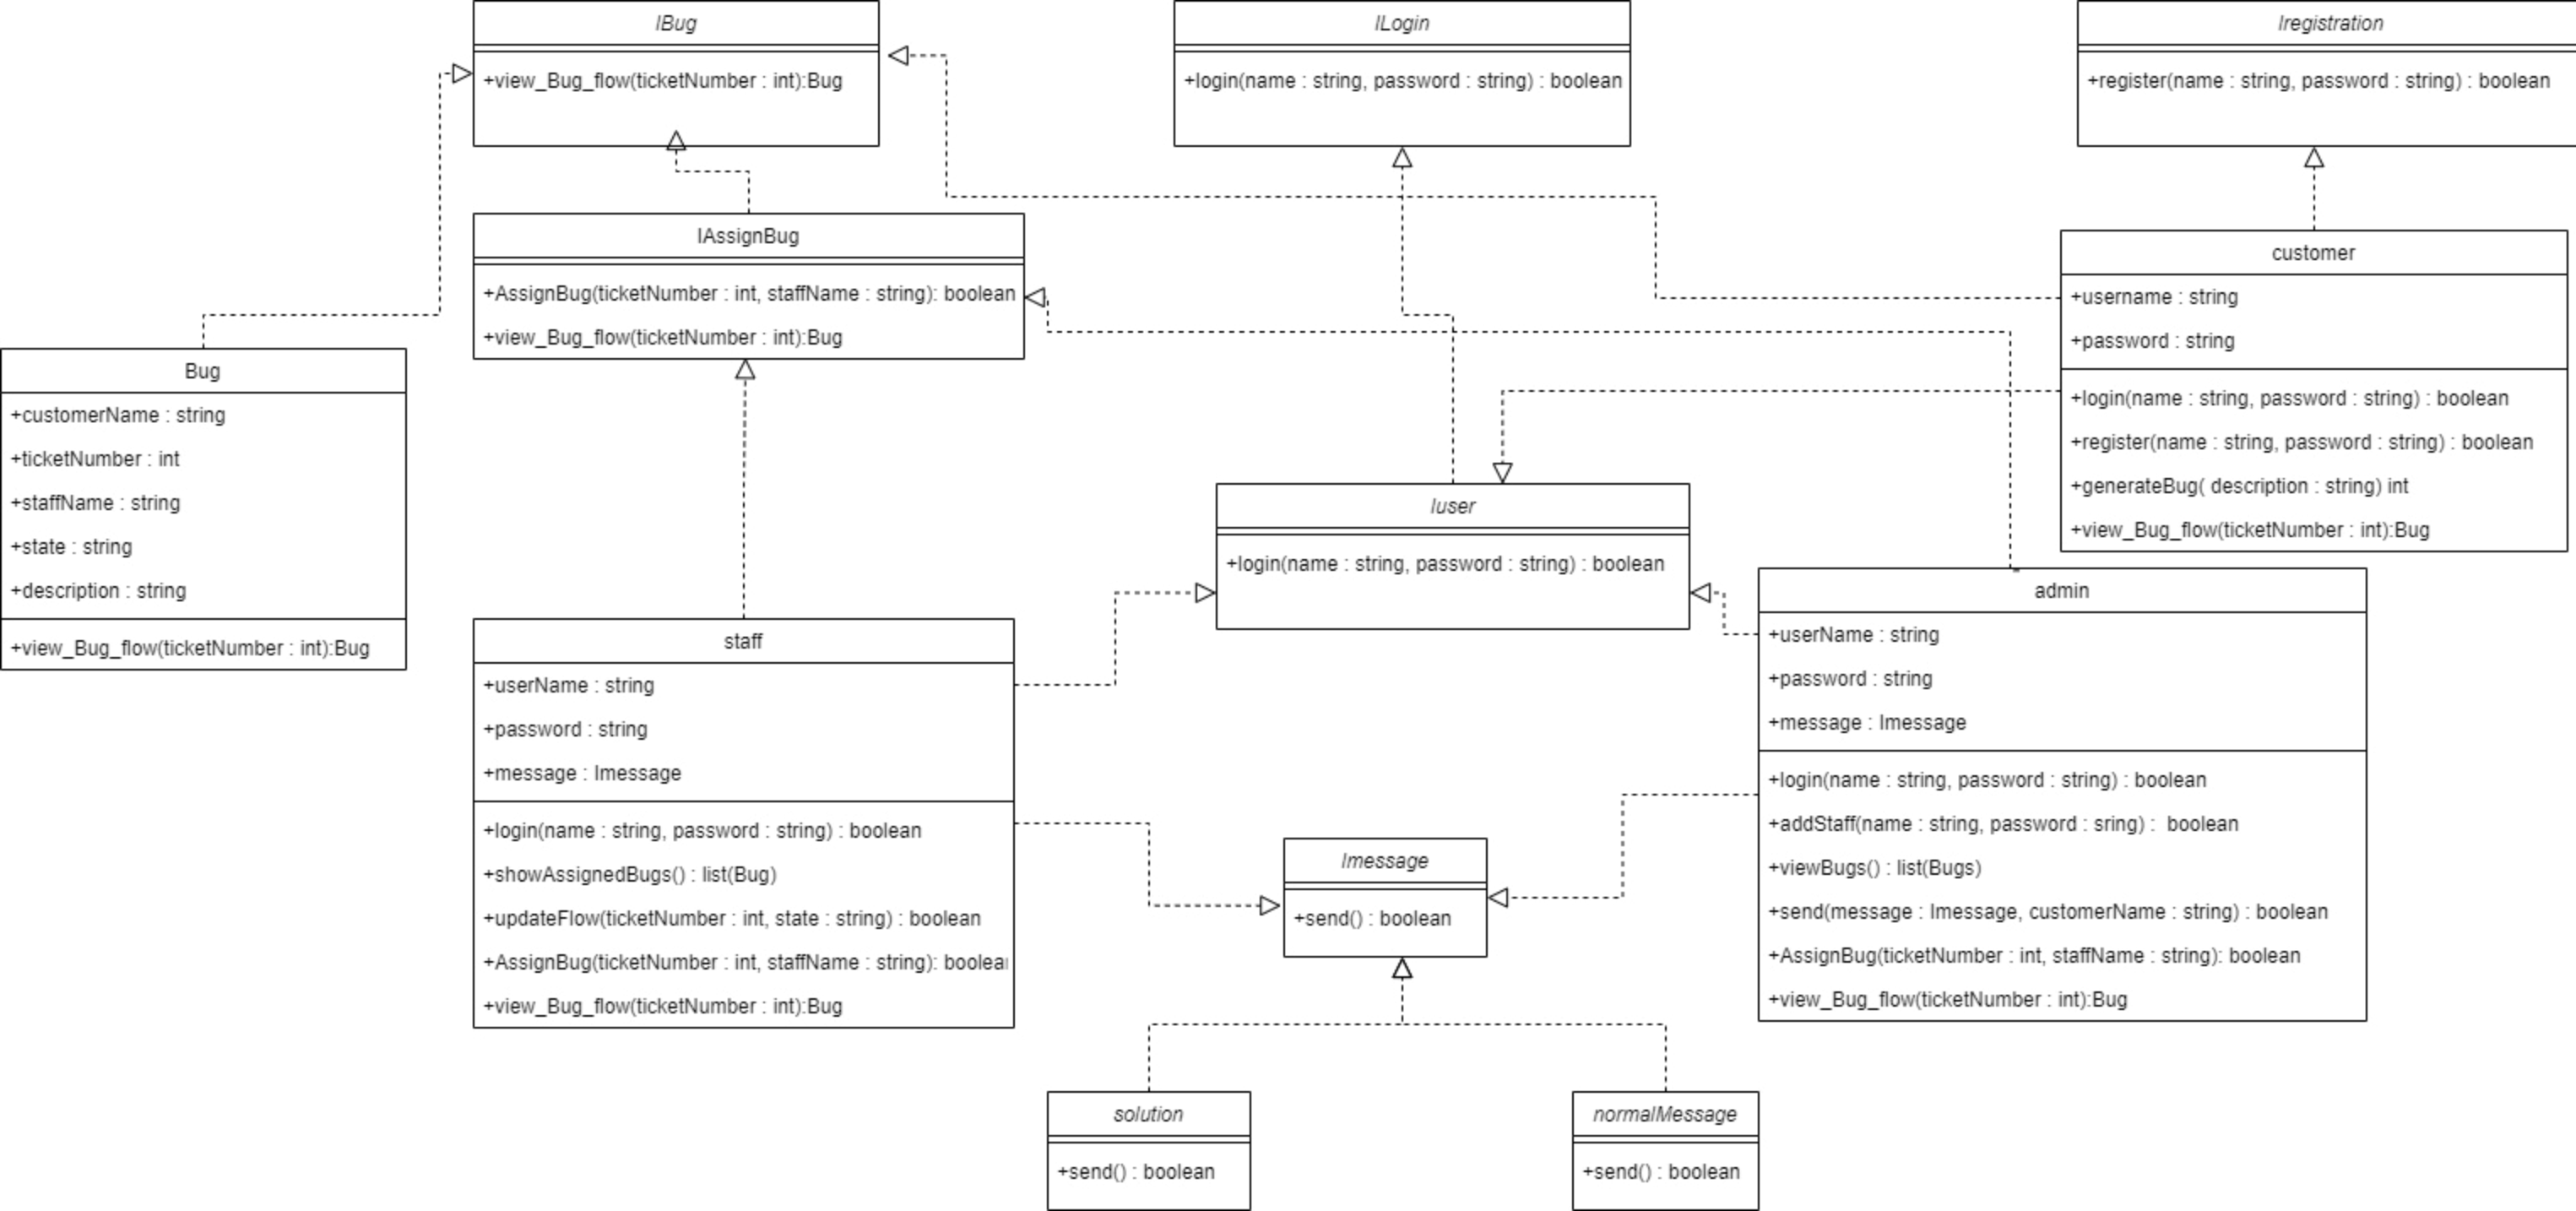 IBug
+view_Bug_flow(ticketNumber : int):Bug
ILogin
+login(name : string, password : string) : boolean
Iregistration
+register(name : string, password : string) : boolean
IAssignBug
+AssignBug(ticketNumber : int, staffName : string): boolean
+view_Bug_flow(ticketNumber : int):Bug
customer
+username : string
+password : string
+login(name : string, password : string) : boolean
+register(name : string, password : string) : boolean
+generateBug( description : string) int
+view_Bug_flow(ticketNumber : int):Bug
Bug
+customerName : string
+ticketNumber : int
+staffName : string
+state : string
+description : string
+view_Bug_flow(ticketNumber : int):Bug
Iuser
+login(name : string, password : string) : boolean
staff
+userName : string
+password : string
+message : Imessage
+login(name : string, password : string) : boolean
+showAssignedBugs() : list(Bug)
+updateFlow(ticketNumber : int, state : string) : boolean
+AssignBug(ticketNumber : int, staffName : string): boolea
+view_Bug_flow(ticketNumber : int):Bug
admin
+userName : string
+password : string
+message : Imessage
+login(name : string, password : string) : boolean
+addStaff(name : string, password : sring) : boolean
+viewBugs() : list(Bugs)
+send(message : Imessage, customerName : string) : boolean
+AssignBug(ticketNumber : int, staffName : string): boolean
+view_Bug_flow(ticketNumber : int):Bug
Imessage
+send() : boolean
solution
+send() : boolean
normalMessage
+send() : boolean